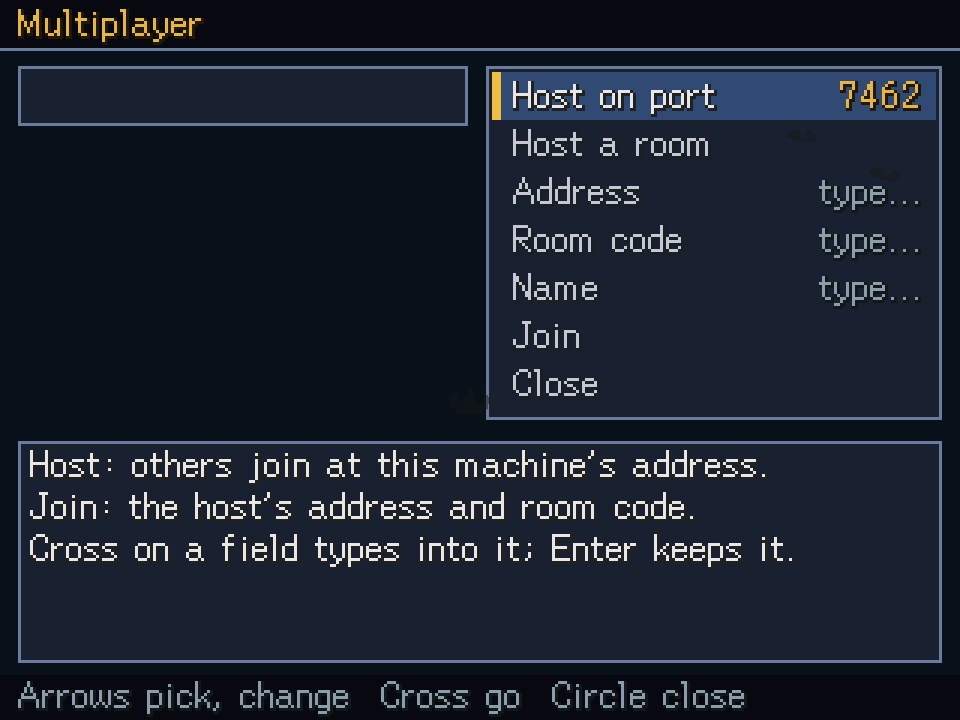 Multiplayer
Host on port 7462
Host a room
Address type...
Room code type...
Name type...
Join
Close
Host: others join at this machine's address.
Join: the host's address and room code.
Cross on a field types into it; Enter keeps it.
Arrows pick, change Cross go Circle close